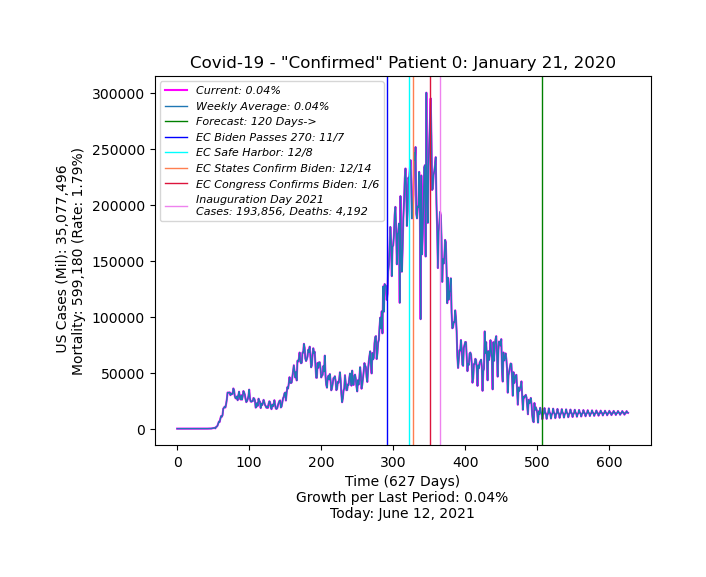 Covid-19 - "Confirmed" Patient 0: January 21, 2020
US Cases (Mil): 35,077,496
Mortality: 599,180 (Rate: 1.79%)
300000
250000
200000
150000
100000
50000
0
Current: 0.04%
Weekly Average: 0.04%
Forecast: 120 Days->
EC Biden Passes 270: 11/7
EC Safe Harbor: 12/8
EC States Confirm Biden: 12/14
EC Congress Confirms Biden: 1/6
Inauguration Day 2021
Cases: 193,856, Deaths: 4,192
0 100 200 300 400 500 600
Time (627 Days)
Growth per Last Period: 0.04%
Today: June 12, 2021